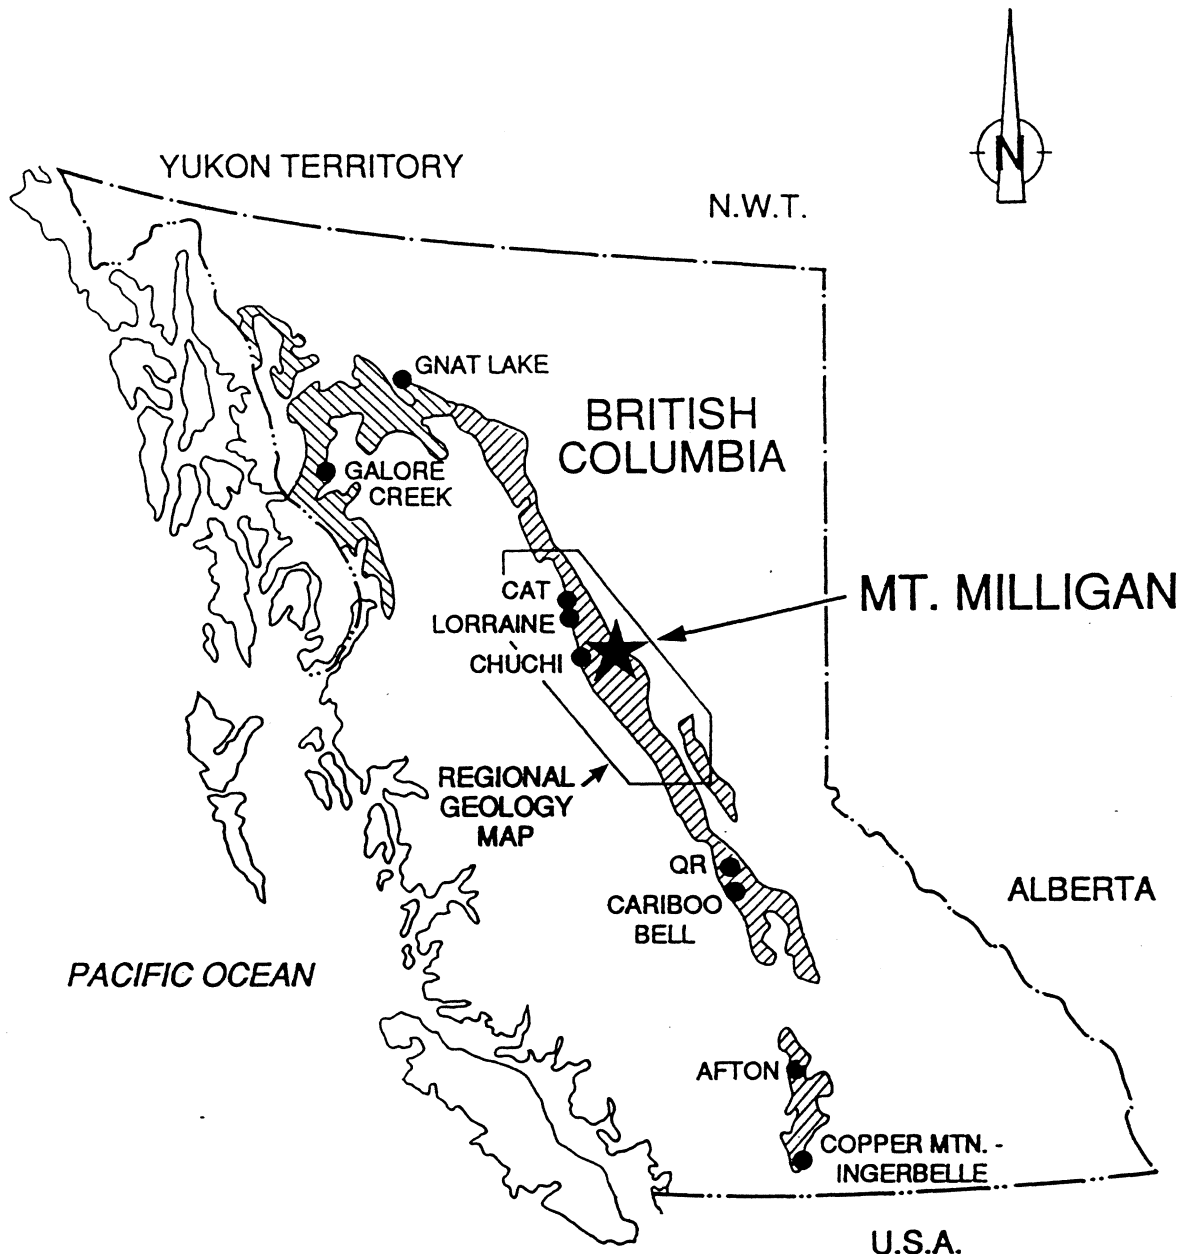 N
YUKON TERRITORY
N.W.T.
GNAT LAKE
BRITISH
COLUMBIA
GALORE
CREEK
CAT
MT. MILLIGAN
LORRAINE
CHUCHI
REGIONAL
GEOLOGY
MAP
QR
CARIBOO
BELL
ALBERTA
PACIFIC OCEAN
AFTON
COPPER MTN. -
INGERBELLE
U.S.A.